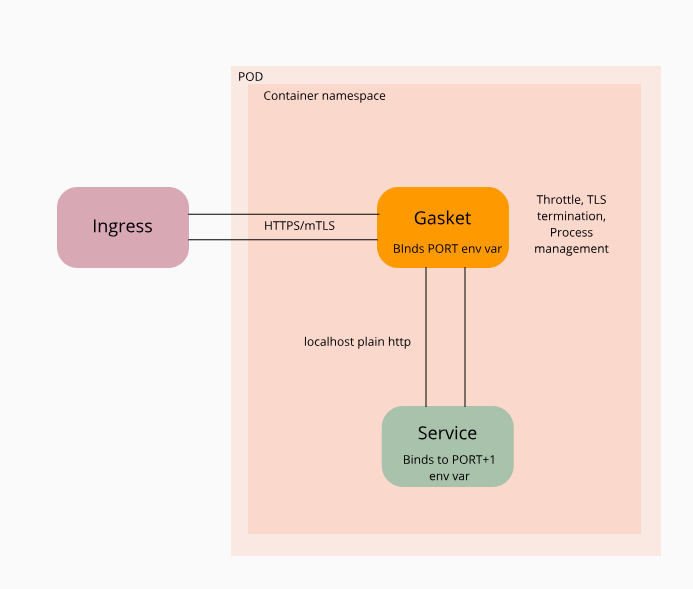 POD
Container namespace
Ingress
HTTPS/mTLS
Gasket
BInds PORT env var
Throttle, TLS
termination,
Process
management
localhost plain http
Service
Binds to PORT+1
env var